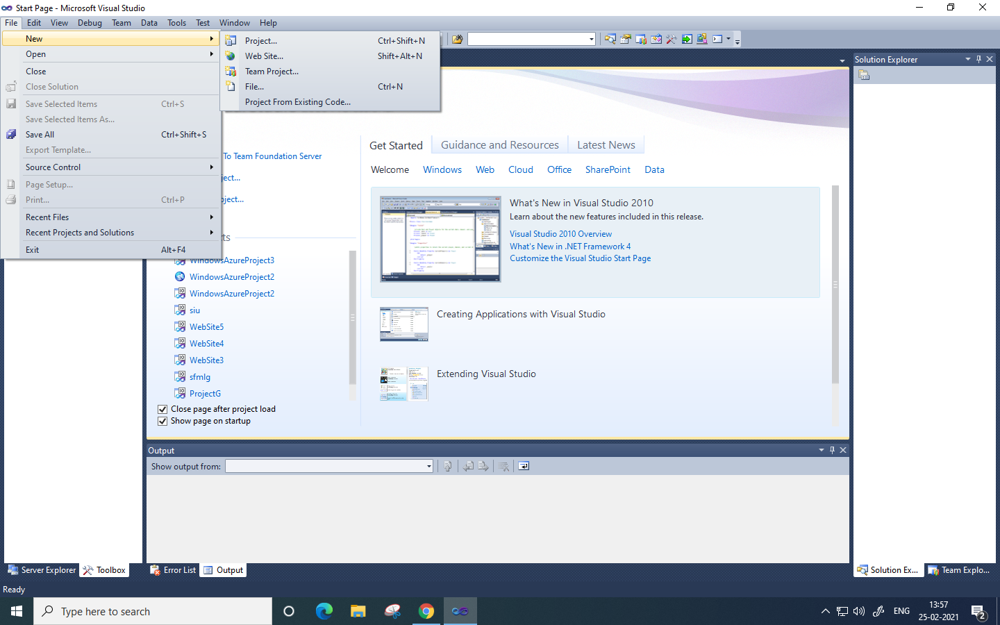 Start Page - Microsoft Visual Studio
File Edit View Debug Team Data Tools Test Window Help
New
Open
Close
Close Solution
Save Selected Items Ctrl+S
Save Selected Items As...
Save All Ctrl+Shift+S
Export Template...
Source Control
Page Setup...
Print... Ctrl+P
Recent Files
Recent Projects and Solutions
Exit Alt+F4
Project... Ctrl+Shift+N
Web Site... Shift+Alt+N
Team Project...
File... Ctrl+N
Project From Existing Code...
To Team Foundation Server
ject...
ject...
ts
WindowsAzureProject3
WindowsAzureProject2
WindowsAzureProject2
siu
WebSite5
WebSite4
WebSite3
sfmlg
ProjectG
Close page after project load
Show page on startup
Get Started Guidance and Resources Latest News
Welcome Windows Web Cloud Office SharePoint Data
What's New in Visual Studio 2010
Learn about the new features included in this release.
Visual Studio 2010 Overview
What's New in .NET Framework 4
Customize the Visual Studio Start Page
Creating Applications with Visual Studio
Extending Visual Studio
Solution Explorer
Output
Show output from:
Server Explorer Toolbox Error List Output Solution Ex... Team Explo...
Ready
Type here to search
ENG
13:57
25-02-2021
2